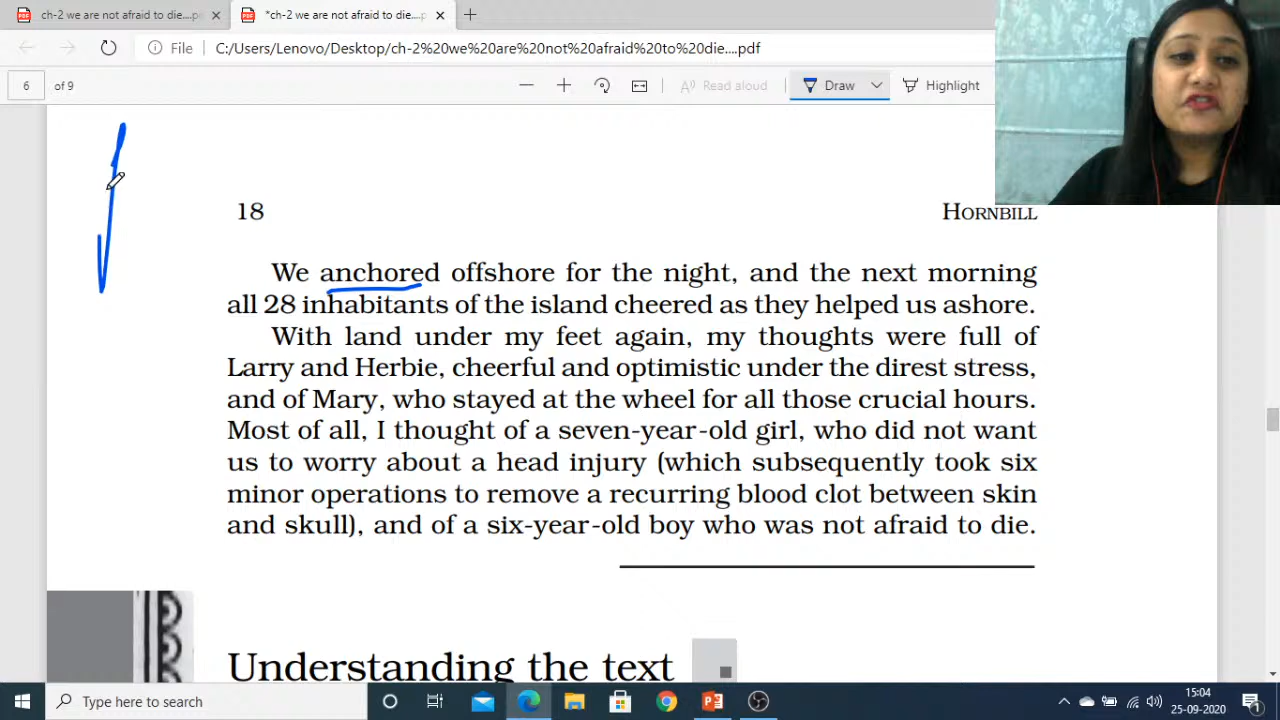 ch-2 we are not afraid to die....pe
*ch-2 we are not afraid to die....p
File
C:/Users/Lenovo/Desktop/ch-2%20we%20are%20not%20afraid%20to%20die....pdf
6 of 9
Read aloud
Draw
Highlight
18 HORNBILL
We anchored offshore for the night, and the next morning
all 28 inhabitants of the island cheered as they helped us ashore.
With land under my feet again, my thoughts were full of
Larry and Herbie, cheerful and optimistic under the direst stress,
and of Mary, who stayed at the wheel for all those crucial hours.
Most of all, I thought of a seven-year-old girl, who did not want
us to worry about a head injury (which subsequently took six
minor operations to remove a recurring blood clot between skin
and skull), and of a six-year-old boy who was not afraid to die.
Understanding the text
Type here to search
15:04
25-09-2020
1